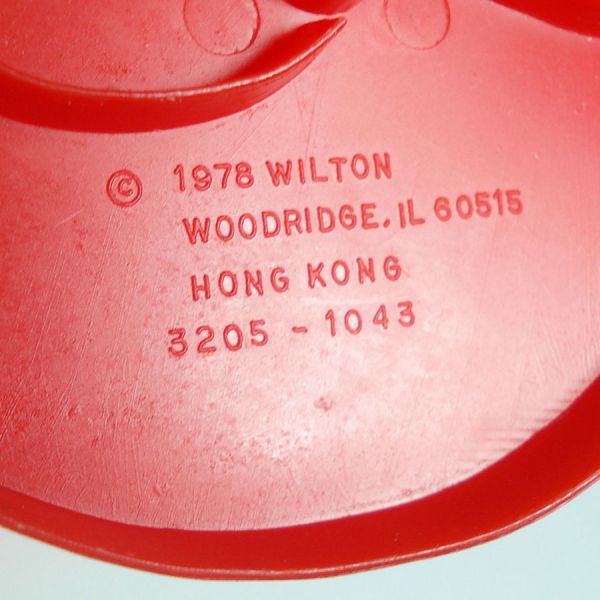 © 1978 WILTON
WOODRIDGE, IL 60515
HONG KONG
3205 - 1043